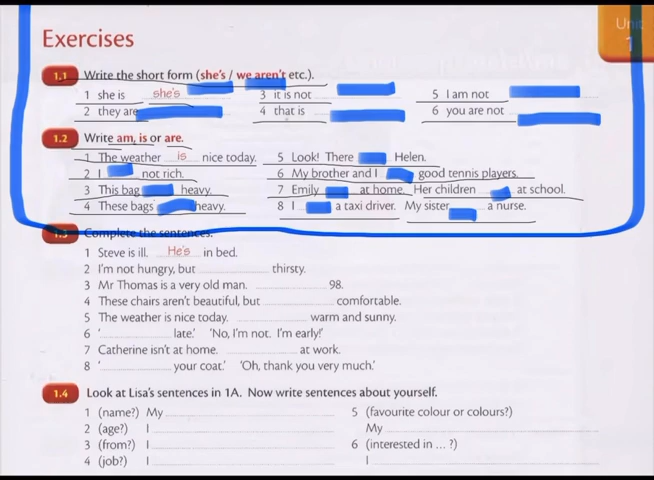 Unit
1
Exercises
1.1 Write the short form (she's / we aren't etc.).
1 she is she's 3 it is not 5 I am not
2 they are 4 that is 6 you are not
1.2 Write am, is or are.
1 The weather is nice today. 5 Look! There Helen.
2 I not rich. 6 My brother and I good tennis players.
3 This bag heavy. 7 Emily at home. Her children at school.
4 These bags heavy. 8 I a taxi driver. My sister a nurse.
1.3 Complete the sentences.
1 Steve is ill. He's in bed.
2 I'm not hungry, but thirsty.
3 Mr Thomas is a very old man. 98.
4 These chairs aren't beautiful, but comfortable.
5 The weather is nice today. warm and sunny.
6 ' late.' 'No, I'm not. I'm early!'
7 Catherine isn't at home. at work.
8 ' your coat.' 'Oh, thank you very much.'
1.4 Look at Lisa's sentences in 1A. Now write sentences about yourself.
1 (name?) My 5 (favourite colour or colours?)
2 (age?) I My
3 (from?) I 6 (interested in ... ?)
4 (job?) I I